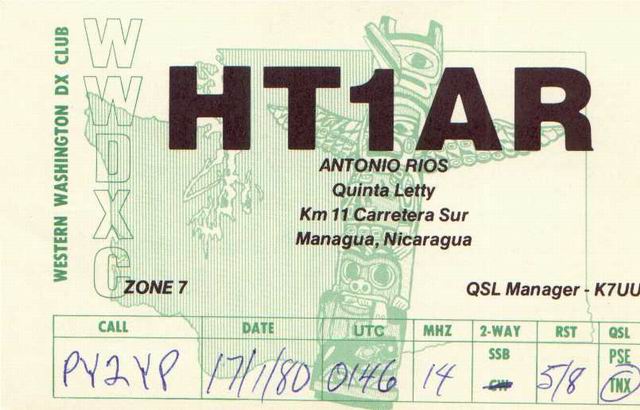 WESTERN WASHINGTON DX CLUB
WWDXC
HT1AR
ANTONIO RIOS
Quinta Letty
Km 11 Carretera Sur
Managua, Nicaragua
ZONE 7
QSL Manager - K7UU
CALL DATE UTC MHZ 2-WAY RST QSL
SSB PSE
PY2YP 17/1/80 0146 14 CW 5/8 TNX